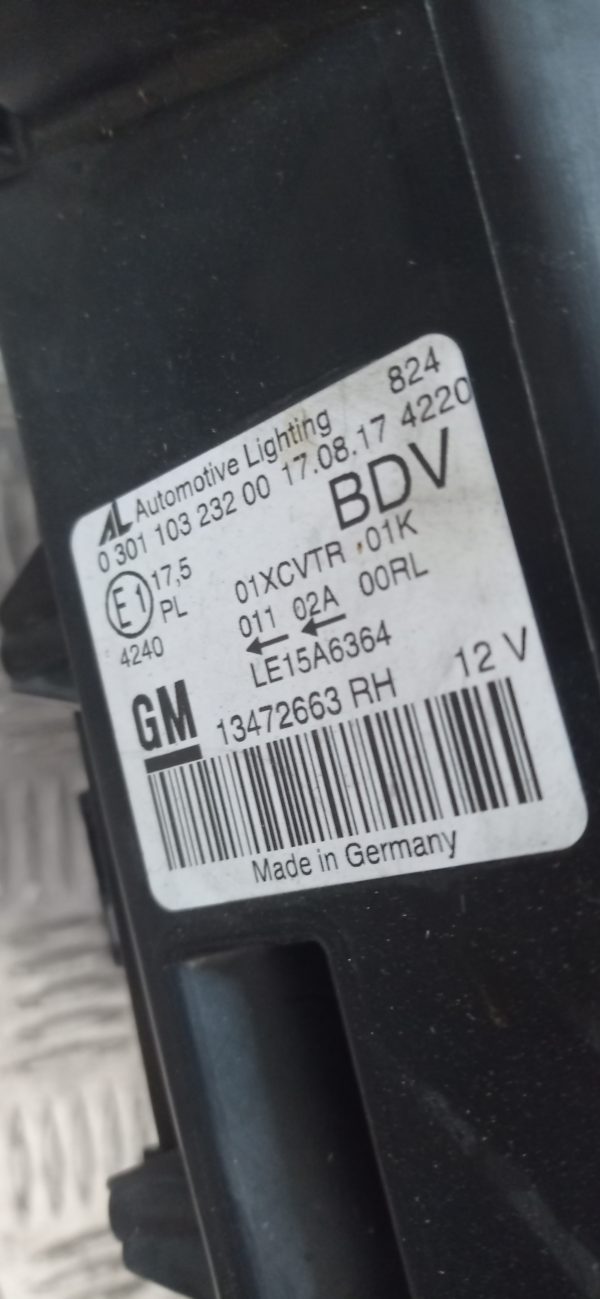 824
AL Automotive Lighting
0 301 103 232 00 17.08.17 4220
BDV
E1 17,5
PL
4240
01XCVTR 01K
011 02A 00RL
LE15A6364
GM 13472663 RH 12 V
Made in Germany